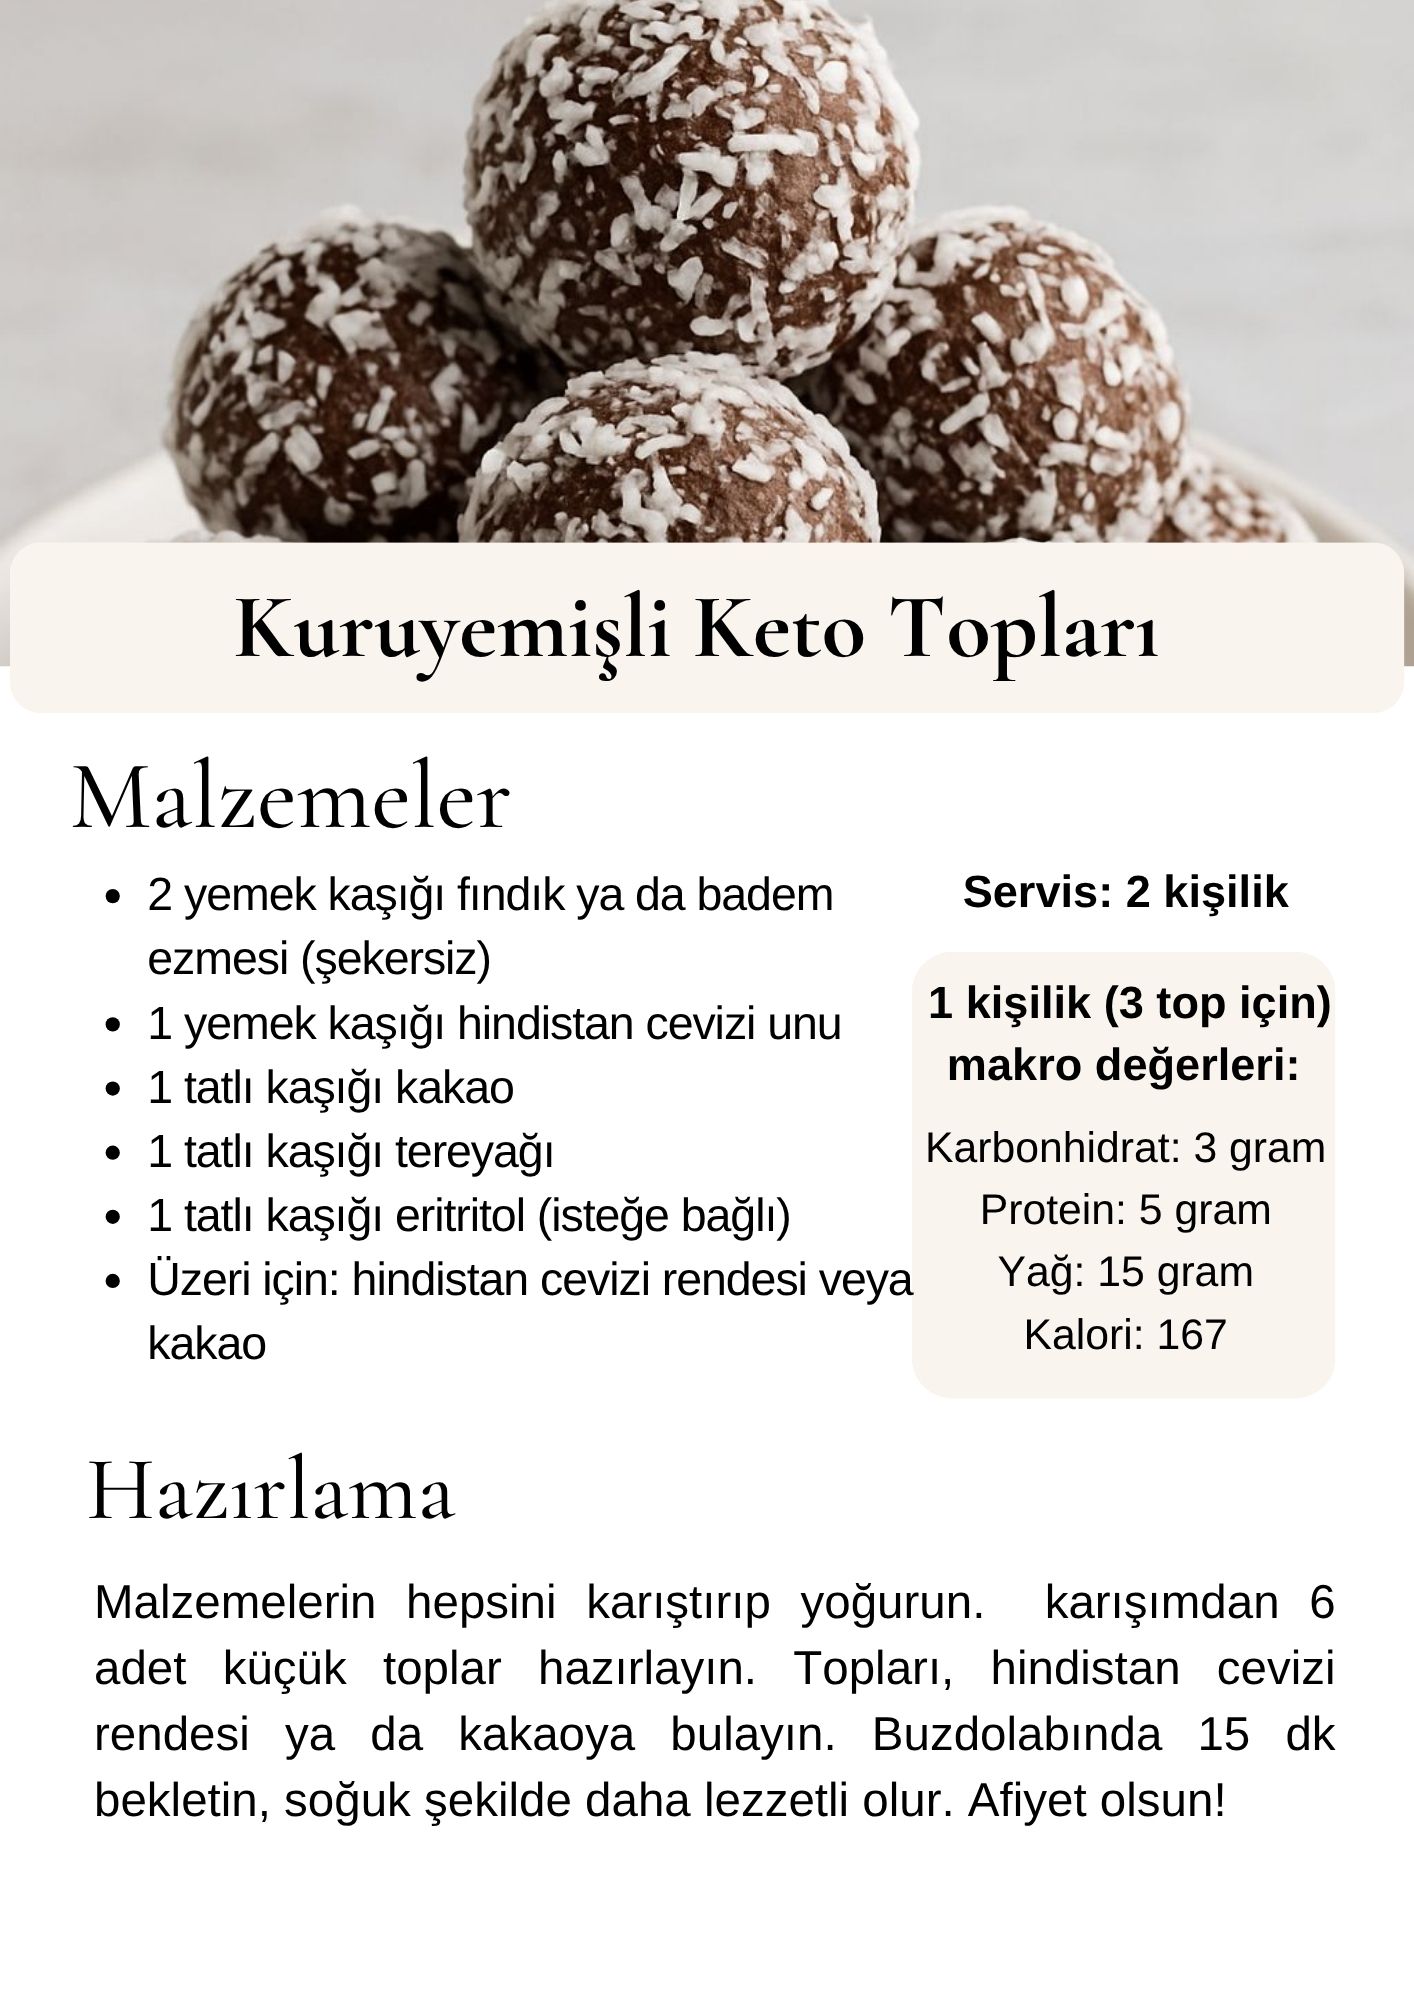 Kuruyemişli Keto Topları
Malzemeler
• 2 yemek kaşığı fındık ya da badem
ezmesi (şekersiz)
• 1 yemek kaşığı hindistan cevizi unu
• 1 tatlı kaşığı kakao
• 1 tatlı kaşığı tereyağı
• 1 tatlı kaşığı eritritol (isteğe bağlı)
• Üzeri için: hindistan cevizi rendesi veya
kakao
Servis: 2 kişilik
1 kişilik (3 top için)
makro değerleri:
Karbonhidrat: 3 gram
Protein: 5 gram
Yağ: 15 gram
Kalori: 167
Hazırlama
Malzemelerin hepsini karıştırıp yoğurun. karışımdan 6
adet küçük toplar hazırlayın. Topları, hindistan cevizi
rendesi ya da kakaoya bulayın. Buzdolabında 15 dk
bekletin, soğuk şekilde daha lezzetli olur. Afiyet olsun!